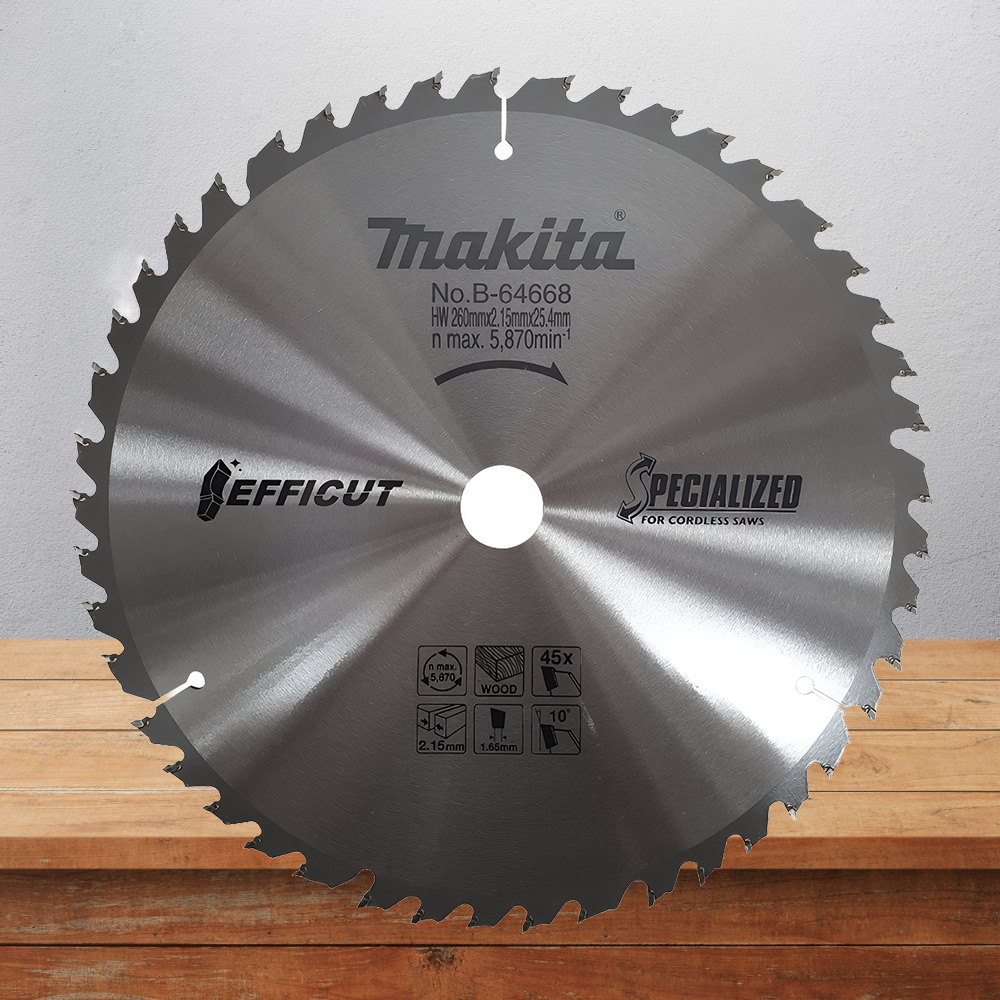 makita®
No.B-64668
HW 260mmx2.15mmx25.4mm
n max. 5,870min⁻¹
EFFICUT
SPECIALIZED
FOR CORDLESS SAWS
n max.
5,870
WOOD
45x
2.15mm
1.65mm
10°